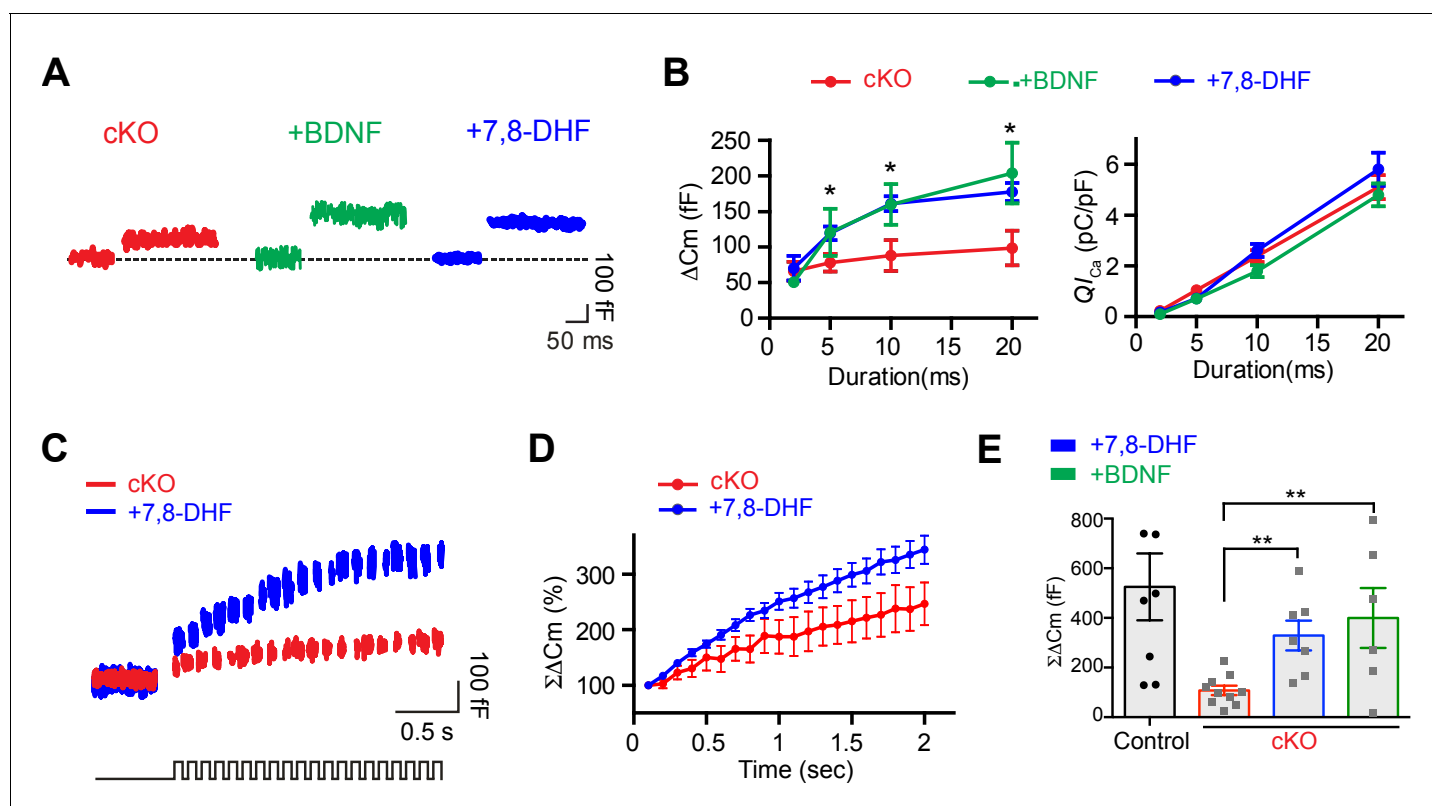 A
cKO
+BDNF
+7,8-DHF
100 fF
50 ms
B
cKO
+BDNF
+7,8-DHF
ΔCm (fF)
250
200
150
100
50
0
* * *
0 5 10 15 20
Duration(ms)
QICa (pC/pF)
6
4
2
0
0 5 10 15 20
Duration(ms)
C
cKO
+7,8-DHF
100 fF
0.5 s
D
cKO
+7,8-DHF
ΣΔCm (%)
300
200
100
0 0.5 1 1.5 2
Time (sec)
E
+7,8-DHF
+BDNF
ΣΔCm (fF)
800
600
400
200
0
**
**
Control
cKO